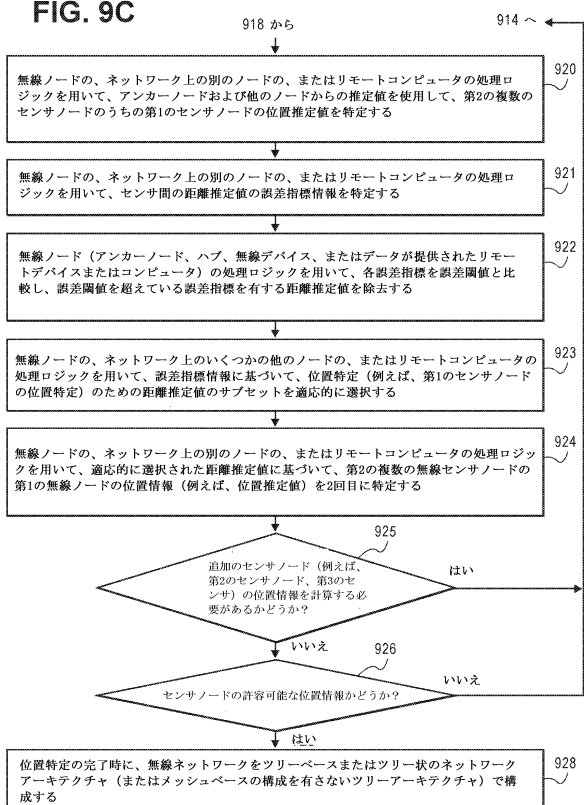 FIG. 9C
918 から
914 へ
無線ノードの、ネットワーク上の別のノードの、またはリモートコンピュータの処理ロ
ジックを用いて、アンカーノードおよび他のノードからの推定値を使用して、第2の複数の
センサノードのうちの第1のセンサノードの位置推定値を特定する
920
無線ノードの、ネットワーク上の別のノードの、またはリモートコンピュータの処理ロ
ジックを用いて、センサ間の距離推定値の誤差指標情報を特定する
921
無線ノード（アンカーノード、ハブ、無線デバイス、またはデータが提供されたリモ
ートデバイスまたはコンピュータ）の処理ロジックを用いて、各誤差指標を誤差閾値と比
較し、誤差閾値を超えている誤差指標を有する距離推定値を除去する
922
無線ノードの、ネットワーク上のいくつかの他のノードの、またはリモートコンピュータの
処理ロジックを用いて、誤差指標情報に基づいて、位置特定（例えば、第1のセンサノード
の位置特定）のための距離推定値のサブセットを適応的に選択する
923
無線ノードの、ネットワーク上の別のノードの、またはリモートコンピュータの処理ロジッ
クを用いて、適応的に選択された距離推定値に基づいて、第2の複数の無線センサノードの
第1の無線ノードの位置情報（例えば、位置推定値）を2回目に特定する
924
925
追加のセンサノード（例えば、
第2のセンサノード、第3のセ
ンサ）の位置情報を計算する必
要があるかどうか？
はい
いいえ
926
センサノードの許容可能な位置情報かどうか？
いいえ
はい
位置特定の完了時に、無線ネットワークをツリーベースまたはツリー状のネットワーク
アーキテクチャ（またはメッシュベースの構成を有さないツリーアーキテクチャ）で構
成する
928